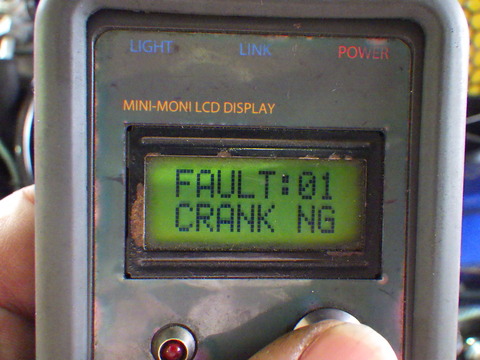 LIGHT LINK POWER
MINI-MONI LCD DISPLAY
FAULT:01
CRANK NG